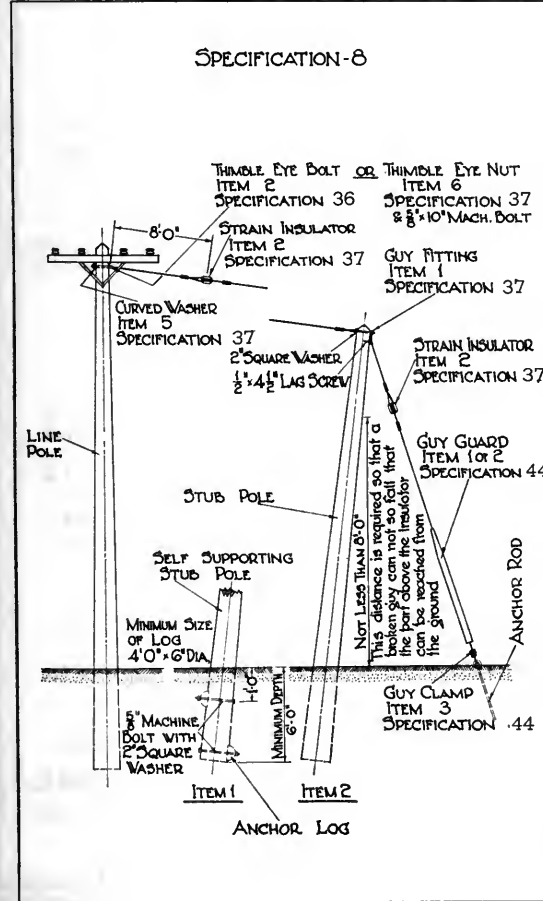 SPECIFICATION-8
THIMBLE EYE BOLT OR THIMBLE EYE NUT
ITEM 2
SPECIFICATION 36
ITEM 6
SPECIFICATION 37
& 5/8"x10" MACH. BOLT
8'-0"
STRAIN INSULATOR
ITEM 2
SPECIFICATION 37
GUY FITTING
ITEM 1
SPECIFICATION 37
CURVED WASHER
ITEM 5
SPECIFICATION 37
2" SQUARE WASHER
1/2"x4 1/2" LAG SCREW
STRAIN INSULATOR
ITEM 2
SPECIFICATION 37
LINE
POLE
GUY GUARD
ITEM 1 or 2
SPECIFICATION 44
STUB POLE
NOT LESS THAN 8'-0"
This distance is required so that a
broken guy can not so fall that
the part above the insulator
can be reached from
the ground
ANCHOR ROD
SELF SUPPORTING
STUB POLE
MINIMUM SIZE
OF LOG
4'0"x6" DIA.
1'-0"
MINIMUM DEPTH
6'-0"
5/8" MACHINE
BOLT WITH
2" SQUARE
WASHER
GUY CLAMP
ITEM 3
SPECIFICATION .44
ITEM 1
ITEM 2
ANCHOR LOG